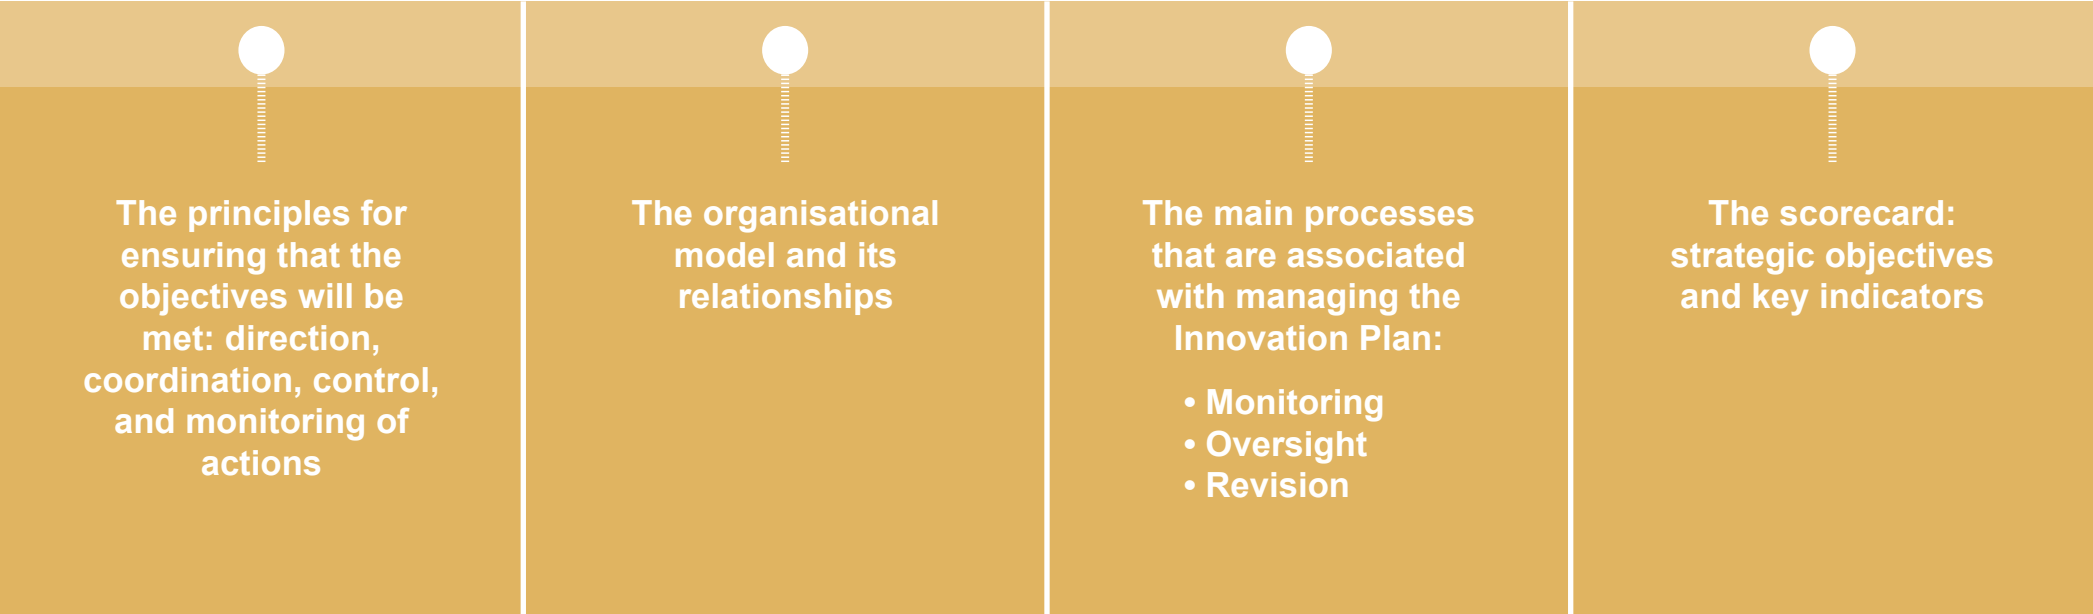 The principles for
ensuring that the
objectives will be
met: direction,
coordination, control,
and monitoring of
actions
The organisational
model and its
relationships
The main processes
that are associated
with managing the
Innovation Plan:
• Monitoring
• Oversight
• Revision
The scorecard:
strategic objectives
and key indicators